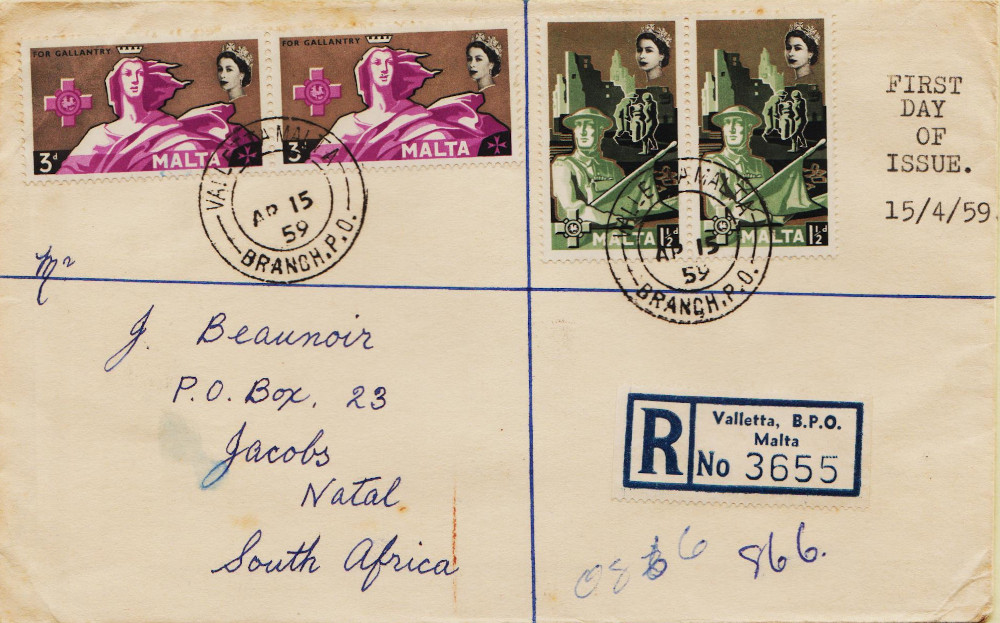 FOR GALLANTRY
3d MALTA
FOR GALLANTRY
3d MALTA
MALTA 1½d
MALTA 1½d
VALLETTA MALTA
AP 15
59
BRANCH.P.O.
VALLETTA MALTA
AP 15
59
BRANCH.P.O.
FIRST
DAY
OF
ISSUE.
15/4/59.
Mr
J. Beaunoir
P.O. Box, 23
Jacobs
Natal
South Africa
R
Valletta, B.P.O.
Malta
No 3655
866.